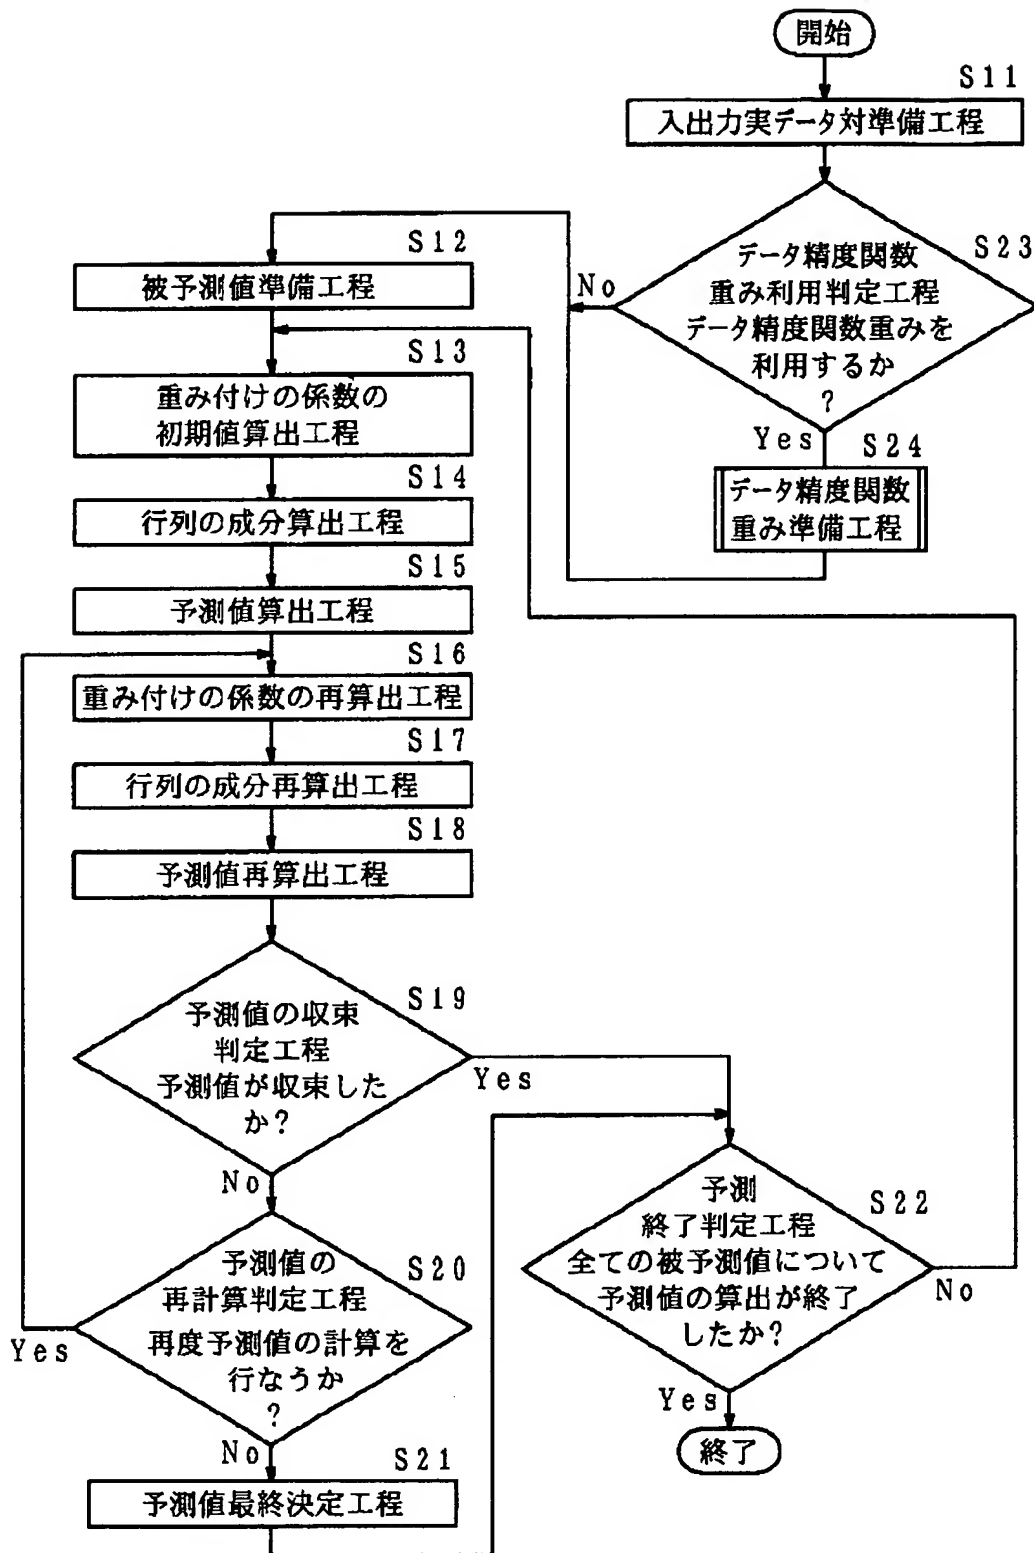 開始
S11
入出力実データ対準備工程
S23
データ精度関数
重み利用判定工程
データ精度関数重みを
利用するか
?
No
Yes
S24
データ精度関数
重み準備工程
S12
被予測値準備工程
S13
重み付けの係数の
初期値算出工程
S14
行列の成分算出工程
S15
予測値算出工程
S16
重み付けの係数の再算出工程
S17
行列の成分再算出工程
S18
予測値再算出工程
S19
予測値の収束
判定工程
予測値が収束した
か?
Yes
No
S20
予測値の
再計算判定工程
再度予測値の計算を
行なうか
?
Yes
No
S21
予測値最終決定工程
S22
予測
終了判定工程
全ての被予測値について
予測値の算出が終了
したか?
No
Yes
終了